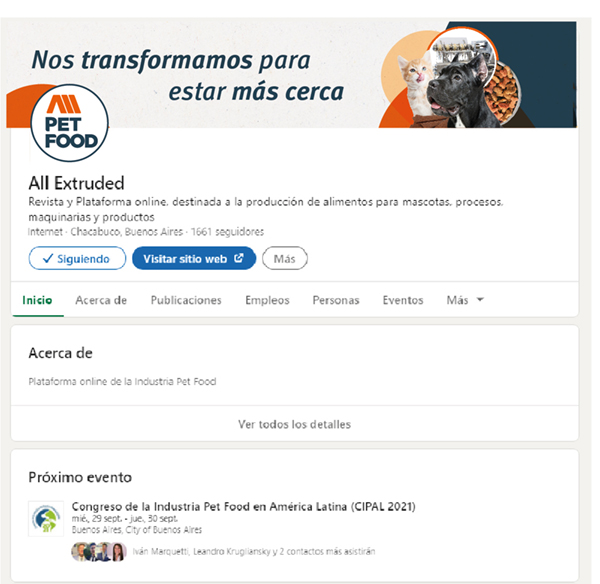 Nos transformamos para
estar más cerca
PET
FOOD
All Extruded
Revista y Plataforma online, destinada a la producción de alimentos para mascotas, procesos,
maquinarias y productos
Internet · Chacabuco, Buenos Aires · 1661 seguidores
Siguiendo
Visitar sitio web
Más
Inicio Acerca de Publicaciones Empleos Personas Eventos Más
Acerca de
Plataforma online de la Industria Pet Food
Ver todos los detalles
Próximo evento
Congreso de la Industria Pet Food en América Latina (CIPAL 2021)
mié., 29 sept. - jue., 30 sept.
Buenos Aires, City of Buenos Aires
Iván Marquetti, Leandro Krugliansky y 2 contactos más asistirán